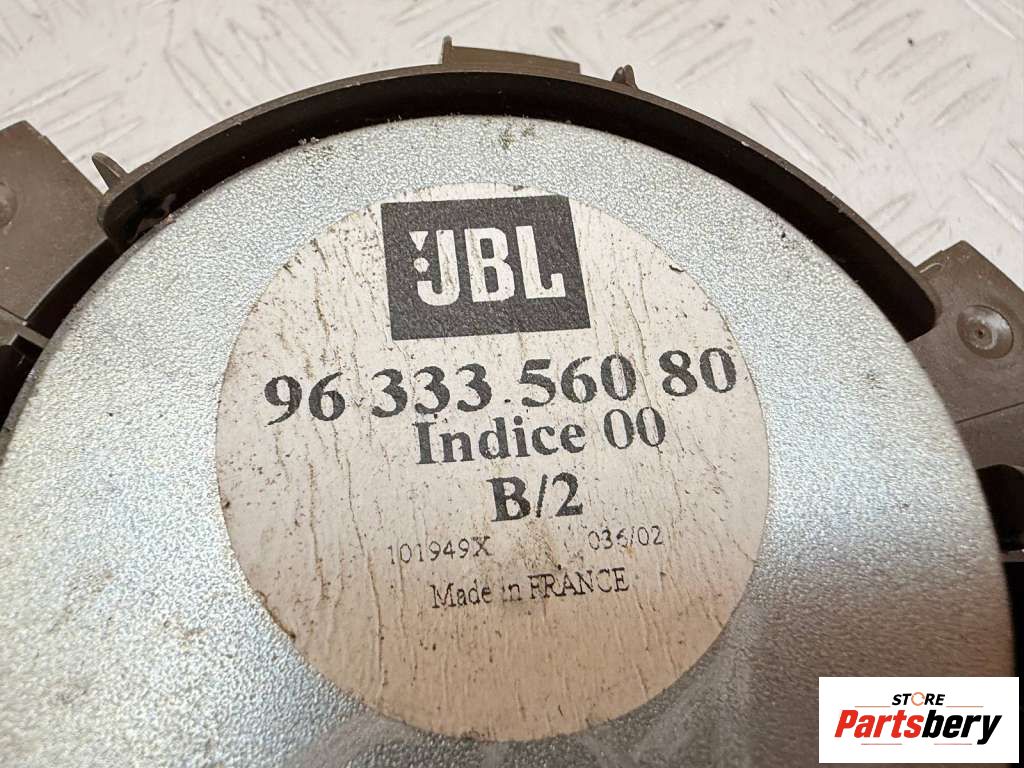 JBL
96 333 560 80
Indice 00
B/2
101949X 036/02
Made in FRANCE
STORE
Partsbery